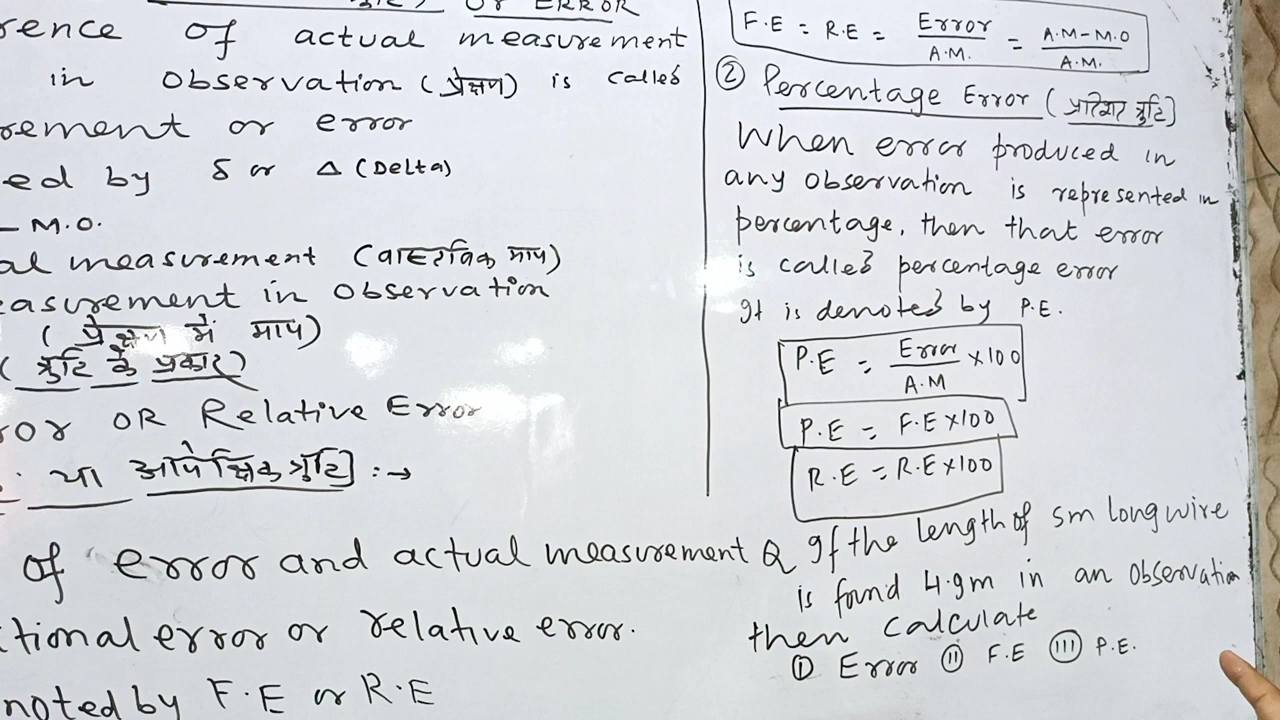 OF ERROR
rence of actual measurement
in observation (प्रेक्षण) is called
rement or error
ed by δ or Δ (Delta)
- M.O.
al measurement (वास्तविक माप)
easurement in observation
( प्रेक्षण में माप)
( त्रुटि के प्रकार)
ror OR Relative Error
या आपेक्षिक त्रुटि] :→
of error and actual measurement
tional error or relative error.
noted by F.E or R.E
F.E = R.E = Error/A.M. = A.M-M.O/A.M.
② Percentage Error ( प्रतिशत त्रुटि]
When error produced in
any observation is represented in
percentage, then that error
is called percentage error
It is denoted by P.E.
P.E = Error/A.M × 100
P.E = F.E × 100
R.E = R.E × 100
Q If the length of 5m long wire
is found 4.9m in an observation
then calculate
① Error ⑪ F.E ⑪⑪ P.E.